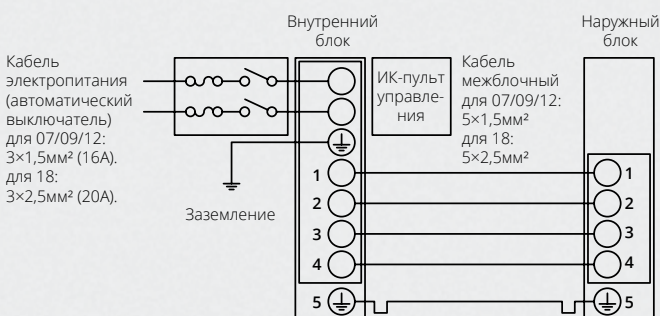 Внутренний
блок
Наружный
блок
Кабель
электропитания
(автоматический
выключатель)
для 07/09/12:
3×1,5мм² (16А).
для 18:
3×2,5мм² (20А).
ИК-пульт
управле-
ния
Кабель
межблочный
для 07/09/12:
5×1,5мм²
для 18:
5×2,5мм²
Заземление
1
2
3
4
5
1
2
3
4
5